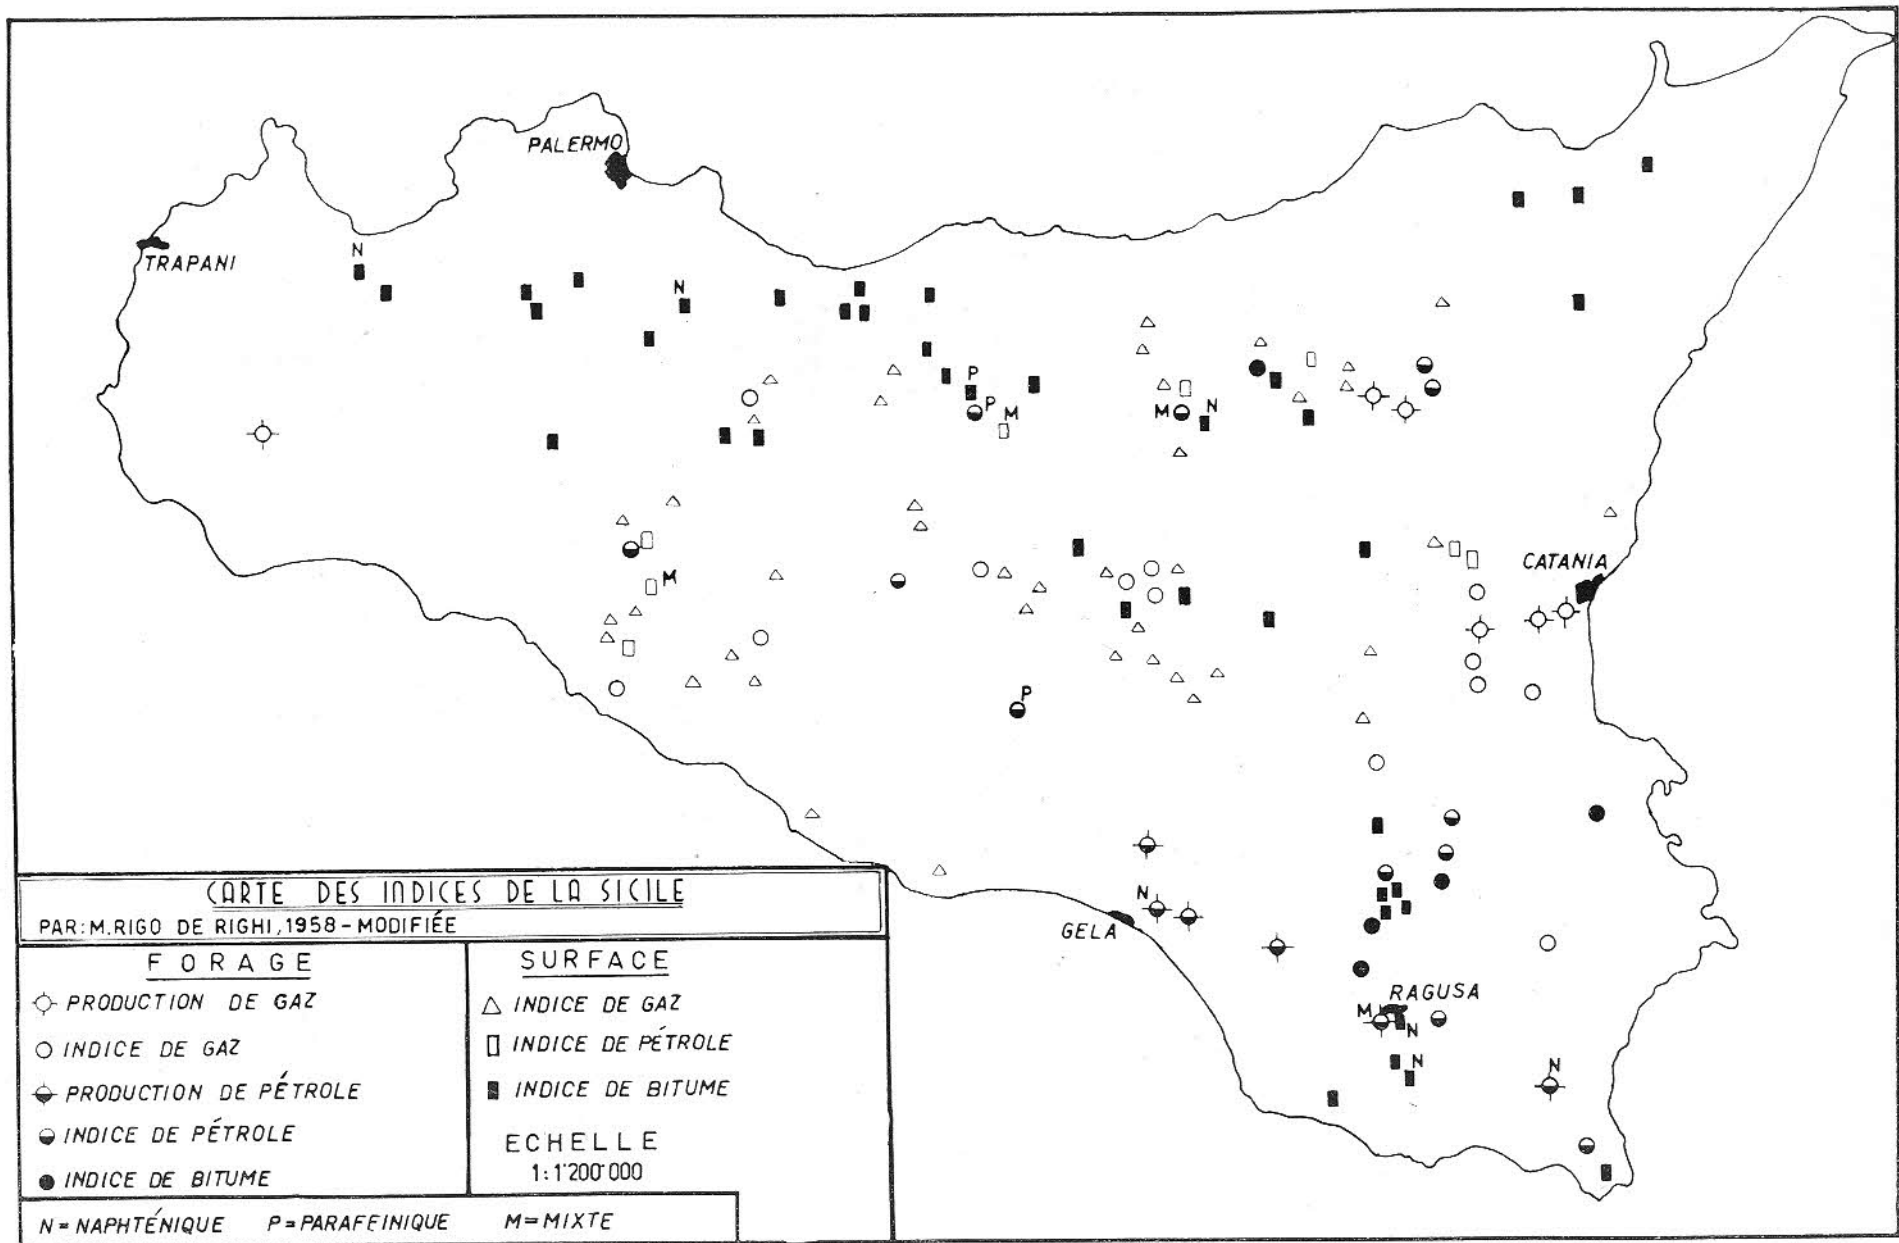 PALERMO
TRAPANI
N
N
P
P
M
M
N
M
CATANIA
P
N
GELA
RAGUSA
M
N
N
N
CARTE DES INDICES DE LA SICILE
PAR: M. RIGO DE RIGHI, 1958 - MODIFIÉE
FORAGE
PRODUCTION DE GAZ
INDICE DE GAZ
PRODUCTION DE PÉTROLE
INDICE DE PÉTROLE
INDICE DE BITUME
SURFACE
INDICE DE GAZ
INDICE DE PÉTROLE
INDICE DE BITUME
ECHELLE
1:1'200'000
N = NAPHTÉNIQUE P = PARAFFINIQUE M = MIXTE